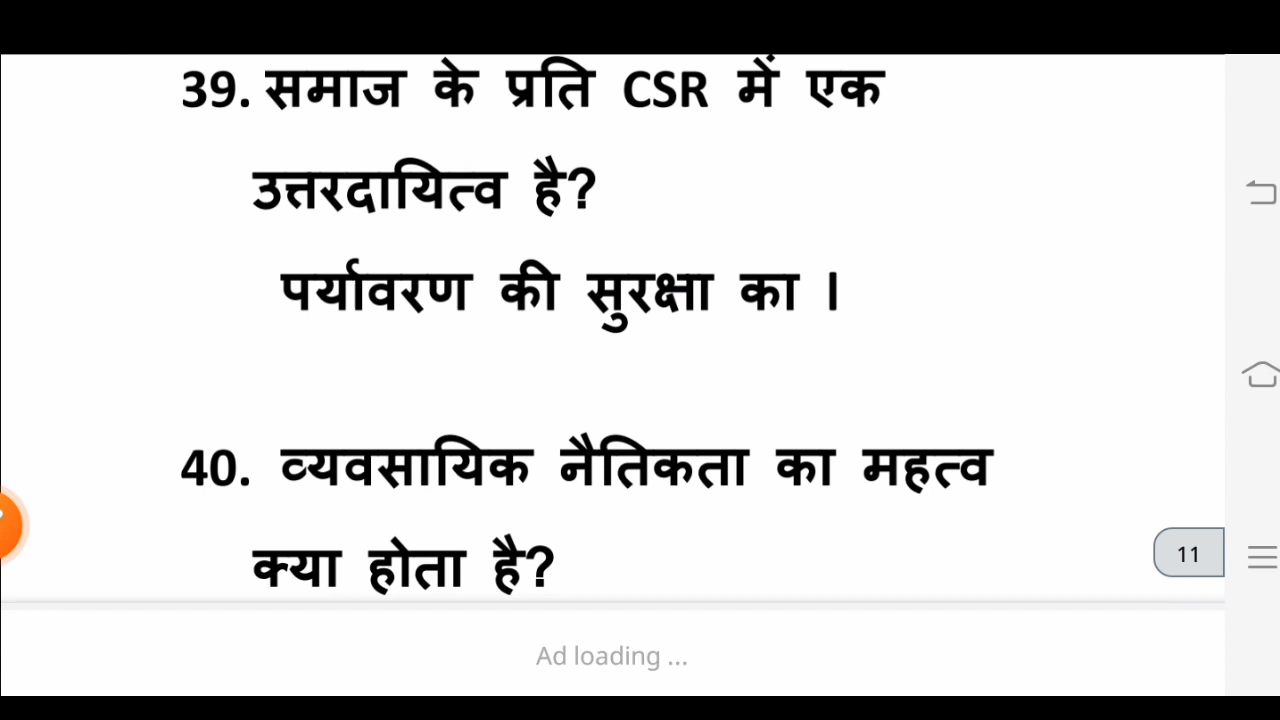 39. समाज के प्रति CSR में एक
उत्तरदायित्व है?
पर्यावरण की सुरक्षा का ।
40. व्यवसायिक नैतिकता का महत्व
क्या होता है?
11
Ad loading ...